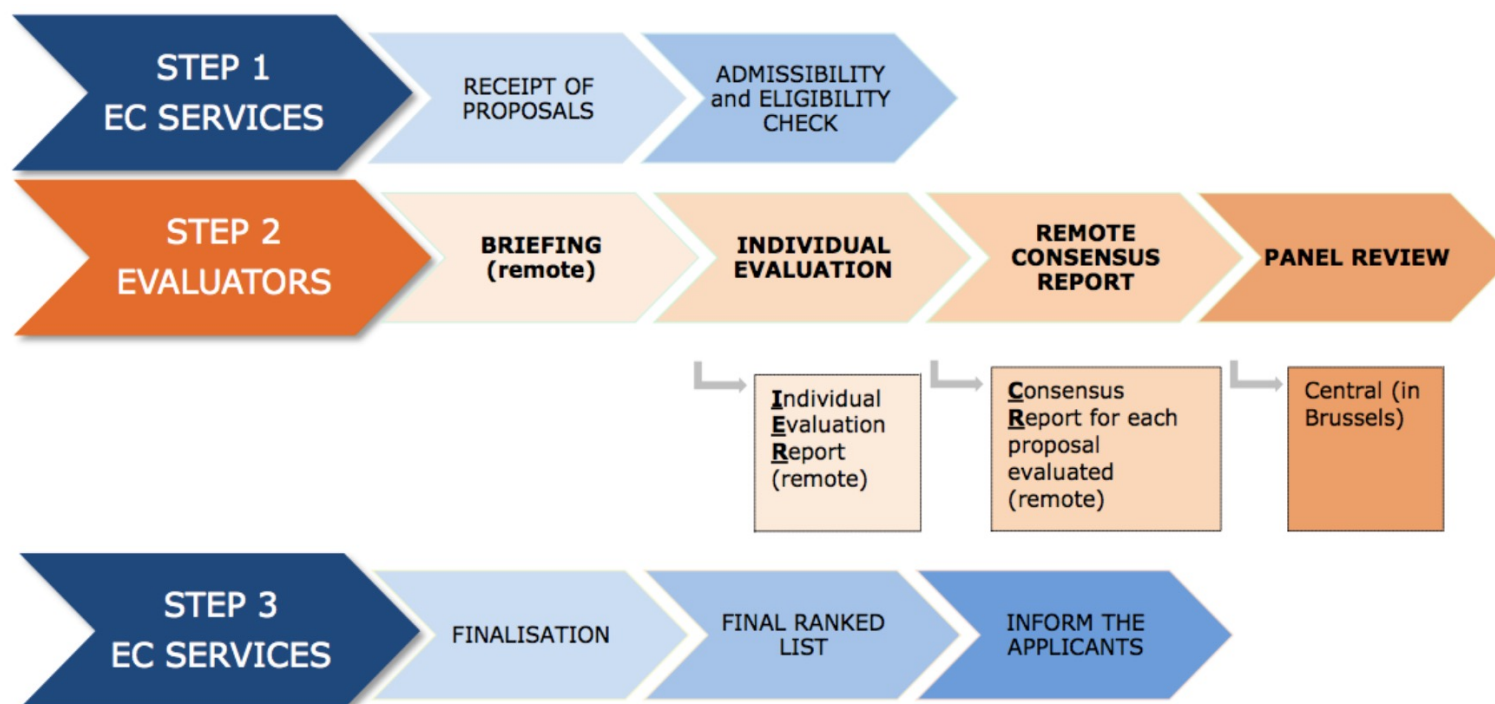 STEP 1
EC SERVICES
RECEIPT OF
PROPOSALS
ADMISSIBILITY
and ELIGIBILITY
CHECK
STEP 2
EVALUATORS
BRIEFING
(remote)
INDIVIDUAL
EVALUATION
REMOTE
CONSENSUS
REPORT
PANEL REVIEW
Individual
Evaluation
Report
(remote)
Consensus
Report for each
proposal
evaluated
(remote)
Central (in
Brussels)
STEP 3
EC SERVICES
FINALISATION
FINAL RANKED
LIST
INFORM THE
APPLICANTS